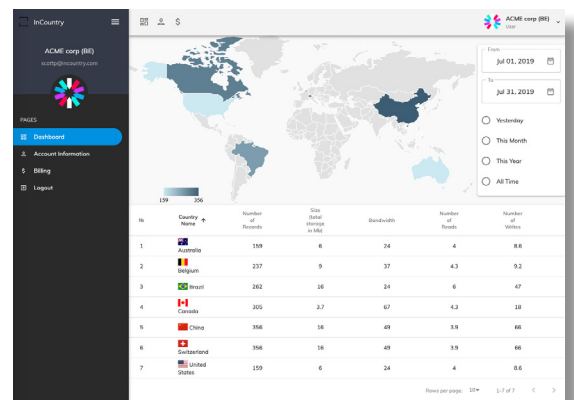 InCountry
ACME corp (BE)
User
ACME corp (BE)
scottp@incountry.com
PAGES
Dashboard
Account Information
Billing
Logout
From
Jul 01, 2019
To
Jul 31, 2019
Yesterday
This Month
This Year
All Time
159 356
№ Country Name Number of Records Size (total storage in Mb) Bandwidth Number of Reads Number of Writes
1 Australia 159 6 24 4 8.6
2 Belgium 237 9 37 4.3 9.2
3 Brazil 262 16 24 6 47
4 Canada 305 3.7 67 4.3 18
5 China 356 16 49 3.9 66
6 Switzerland 356 16 49 3.9 66
7 United States 159 6 24 4 8.6
Rows per page: 10 1-7 of 7